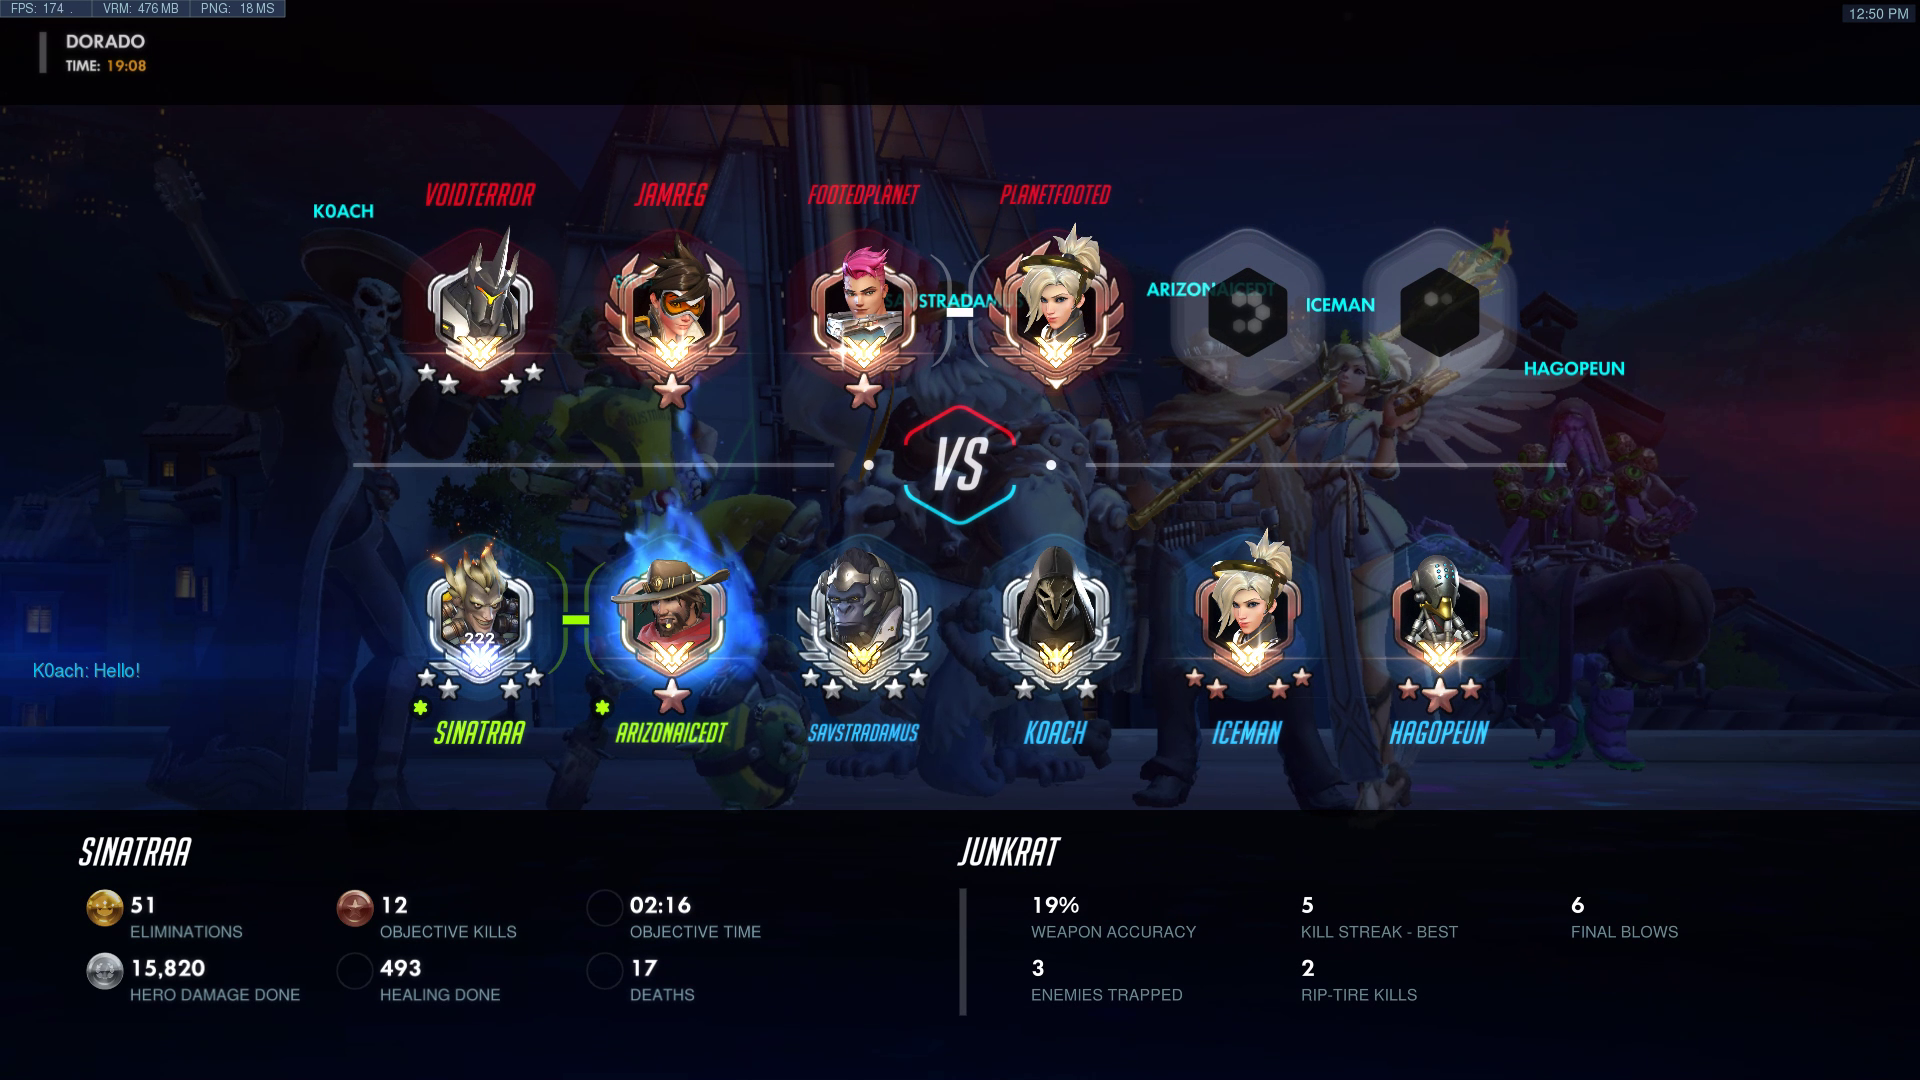 FPS: 174 . VRM: 476 MB PNG: 18 MS
12:50 PM
DORADO
TIME: 19:08
VOIDTERROR JAMREG FOOTEDPLANET PLANETFOOTED
K0ACH
ARIZONAICEDT
ICEMAN
HAGOPEUN
VS
222
K0ach: Hello!
SINATRAA ARIZONAICEDT SAVSTRADAMUS K0ACH ICEMAN HAGOPEUN
SINATRAA
51
ELIMINATIONS
12
OBJECTIVE KILLS
02:16
OBJECTIVE TIME
15,820
HERO DAMAGE DONE
493
HEALING DONE
17
DEATHS
JUNKRAT
19%
WEAPON ACCURACY
5
KILL STREAK - BEST
6
FINAL BLOWS
3
ENEMIES TRAPPED
2
RIP-TIRE KILLS